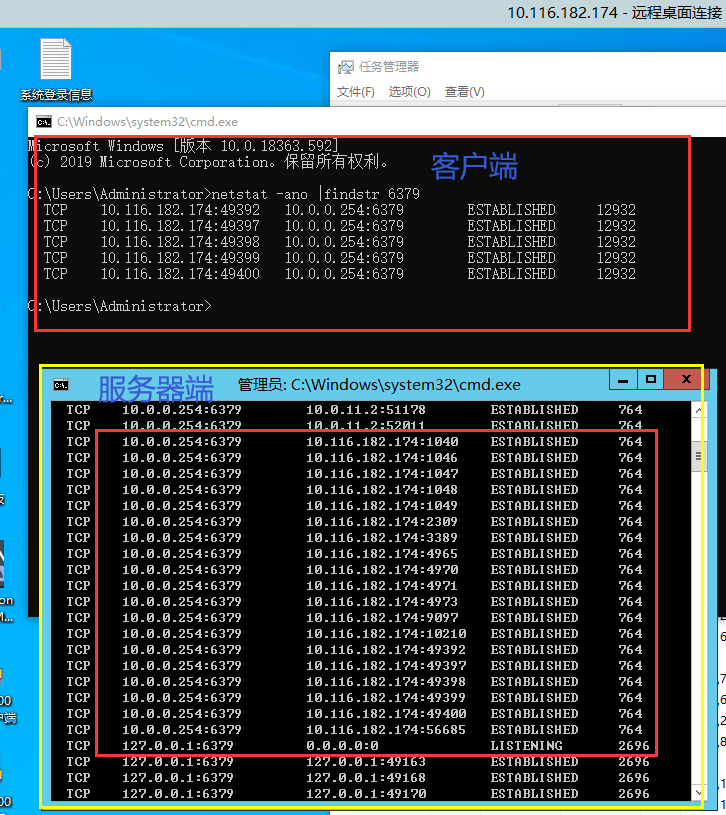 10.116.182.174 - 远程桌面连接
系统登录信息
任务管理器
文件(F) 选项(O) 查看(V)
C:\Windows\system32\cmd.exe
Microsoft Windows [版本 10.0.18363.592]
(c) 2019 Microsoft Corporation。保留所有权利。
客户端
C:\Users\Administrator>netstat -ano |findstr 6379
TCP 10.116.182.174:49392 10.0.0.254:6379 ESTABLISHED 12932
TCP 10.116.182.174:49397 10.0.0.254:6379 ESTABLISHED 12932
TCP 10.116.182.174:49398 10.0.0.254:6379 ESTABLISHED 12932
TCP 10.116.182.174:49399 10.0.0.254:6379 ESTABLISHED 12932
TCP 10.116.182.174:49400 10.0.0.254:6379 ESTABLISHED 12932
C:\Users\Administrator>
服务器端
管理员: C:\Windows\system32\cmd.exe
TCP 10.0.0.254:6379 10.0.11.2:51178 ESTABLISHED 764
TCP 10.0.0.254:6379 10.0.11.2:52011 ESTABLISHED 764
TCP 10.0.0.254:6379 10.116.182.174:1040 ESTABLISHED 764
TCP 10.0.0.254:6379 10.116.182.174:1046 ESTABLISHED 764
TCP 10.0.0.254:6379 10.116.182.174:1047 ESTABLISHED 764
TCP 10.0.0.254:6379 10.116.182.174:1048 ESTABLISHED 764
TCP 10.0.0.254:6379 10.116.182.174:1049 ESTABLISHED 764
TCP 10.0.0.254:6379 10.116.182.174:2309 ESTABLISHED 764
TCP 10.0.0.254:6379 10.116.182.174:3389 ESTABLISHED 764
TCP 10.0.0.254:6379 10.116.182.174:4965 ESTABLISHED 764
TCP 10.0.0.254:6379 10.116.182.174:4970 ESTABLISHED 764
TCP 10.0.0.254:6379 10.116.182.174:4971 ESTABLISHED 764
TCP 10.0.0.254:6379 10.116.182.174:4973 ESTABLISHED 764
TCP 10.0.0.254:6379 10.116.182.174:9097 ESTABLISHED 764
TCP 10.0.0.254:6379 10.116.182.174:10210 ESTABLISHED 764
TCP 10.0.0.254:6379 10.116.182.174:49392 ESTABLISHED 764
TCP 10.0.0.254:6379 10.116.182.174:49397 ESTABLISHED 764
TCP 10.0.0.254:6379 10.116.182.174:49398 ESTABLISHED 764
TCP 10.0.0.254:6379 10.116.182.174:49399 ESTABLISHED 764
TCP 10.0.0.254:6379 10.116.182.174:49400 ESTABLISHED 764
TCP 10.0.0.254:6379 10.116.182.174:56685 ESTABLISHED 764
TCP 127.0.0.1:6379 0.0.0.0:0 LISTENING 2696
TCP 127.0.0.1:6379 127.0.0.1:49163 ESTABLISHED 2696
TCP 127.0.0.1:6379 127.0.0.1:49168 ESTABLISHED 2696
TCP 127.0.0.1:6379 127.0.0.1:49170 ESTABLISHED 2696